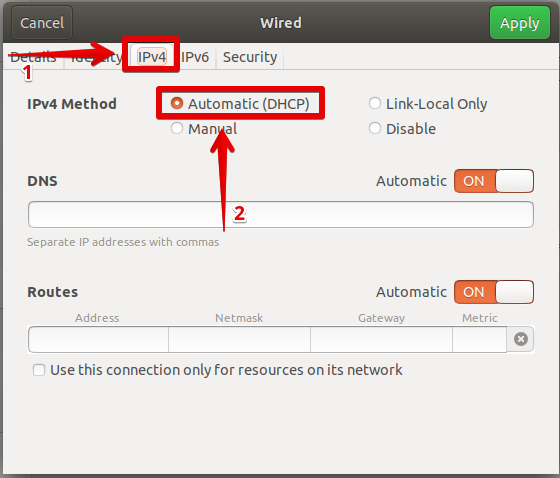 Cancel Wired Apply
Details Identity IPv4 IPv6 Security
1
IPv4 Method Automatic (DHCP) Link-Local Only
Manual Disable
DNS Automatic ON
2
Separate IP addresses with commas
Routes Automatic ON
Address Netmask Gateway Metric
Use this connection only for resources on its network